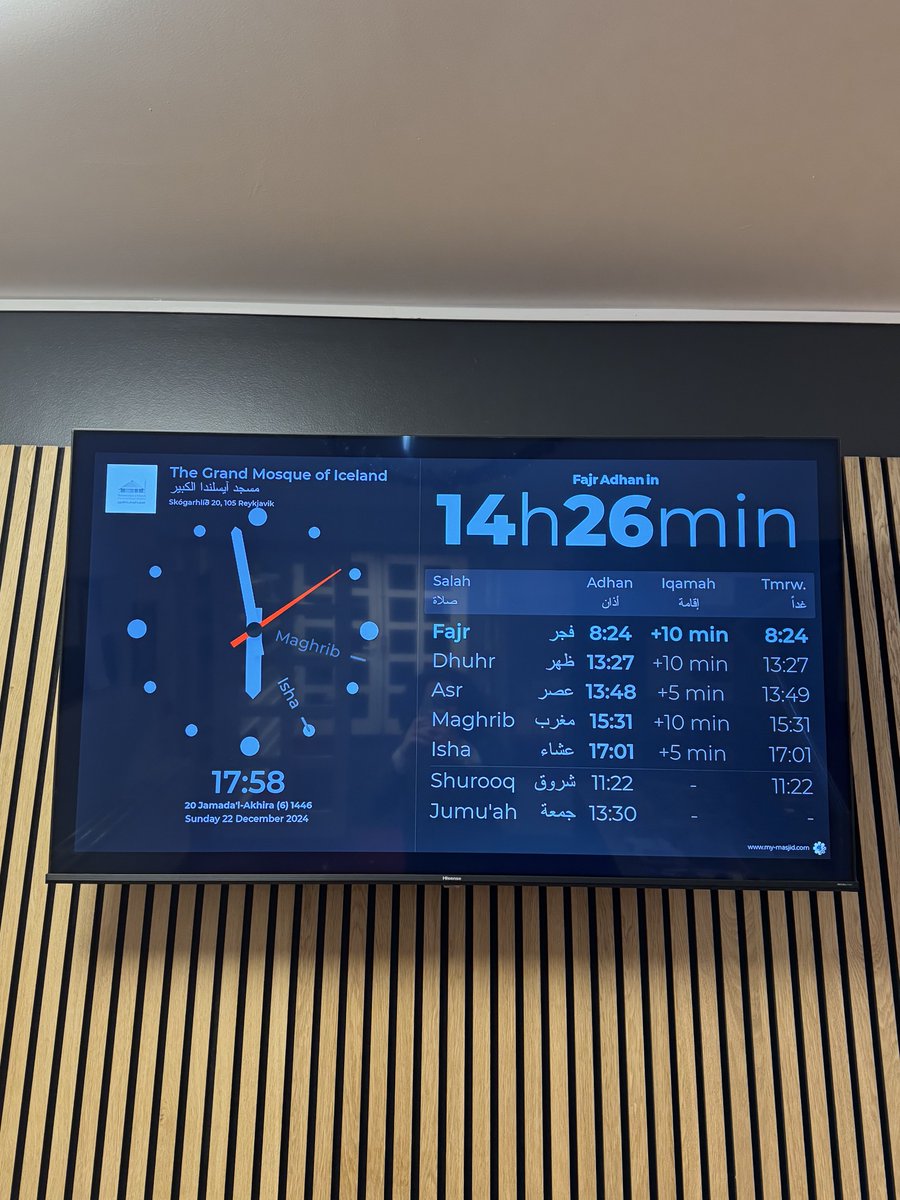 The Grand Mosque of Iceland
مسجد آيسلندا الكبير
Skógarhlíð 20, 105 Reykjavik
Maghrib
Isha
17:58
20 Jamada'l-Akhira (6) 1446
Sunday 22 December 2024
Fajr Adhan in
14h26min
Salah Adhan Iqamah Tmrw.
صلاة أذان إقامة غداً
Fajr فجر 8:24 +10 min 8:24
Dhuhr ظهر 13:27 +10 min 13:27
Asr عصر 13:48 +5 min 13:49
Maghrib مغرب 15:31 +10 min 15:31
Isha عشاء 17:01 +5 min 17:01
Shurooq شروق 11:22 - 11:22
Jumu'ah جمعة 13:30 - -
www.my-masjid.com
Hisense